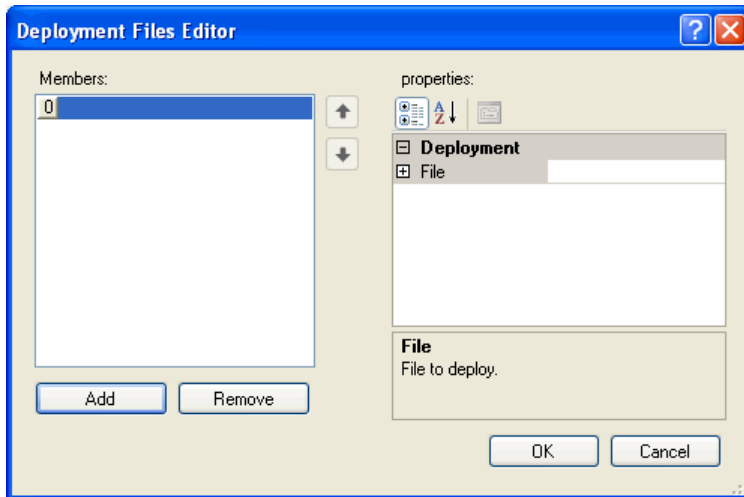 Deployment Files Editor
Members:
0
properties:
Deployment
File
File
File to deploy.
Add
Remove
OK
Cancel